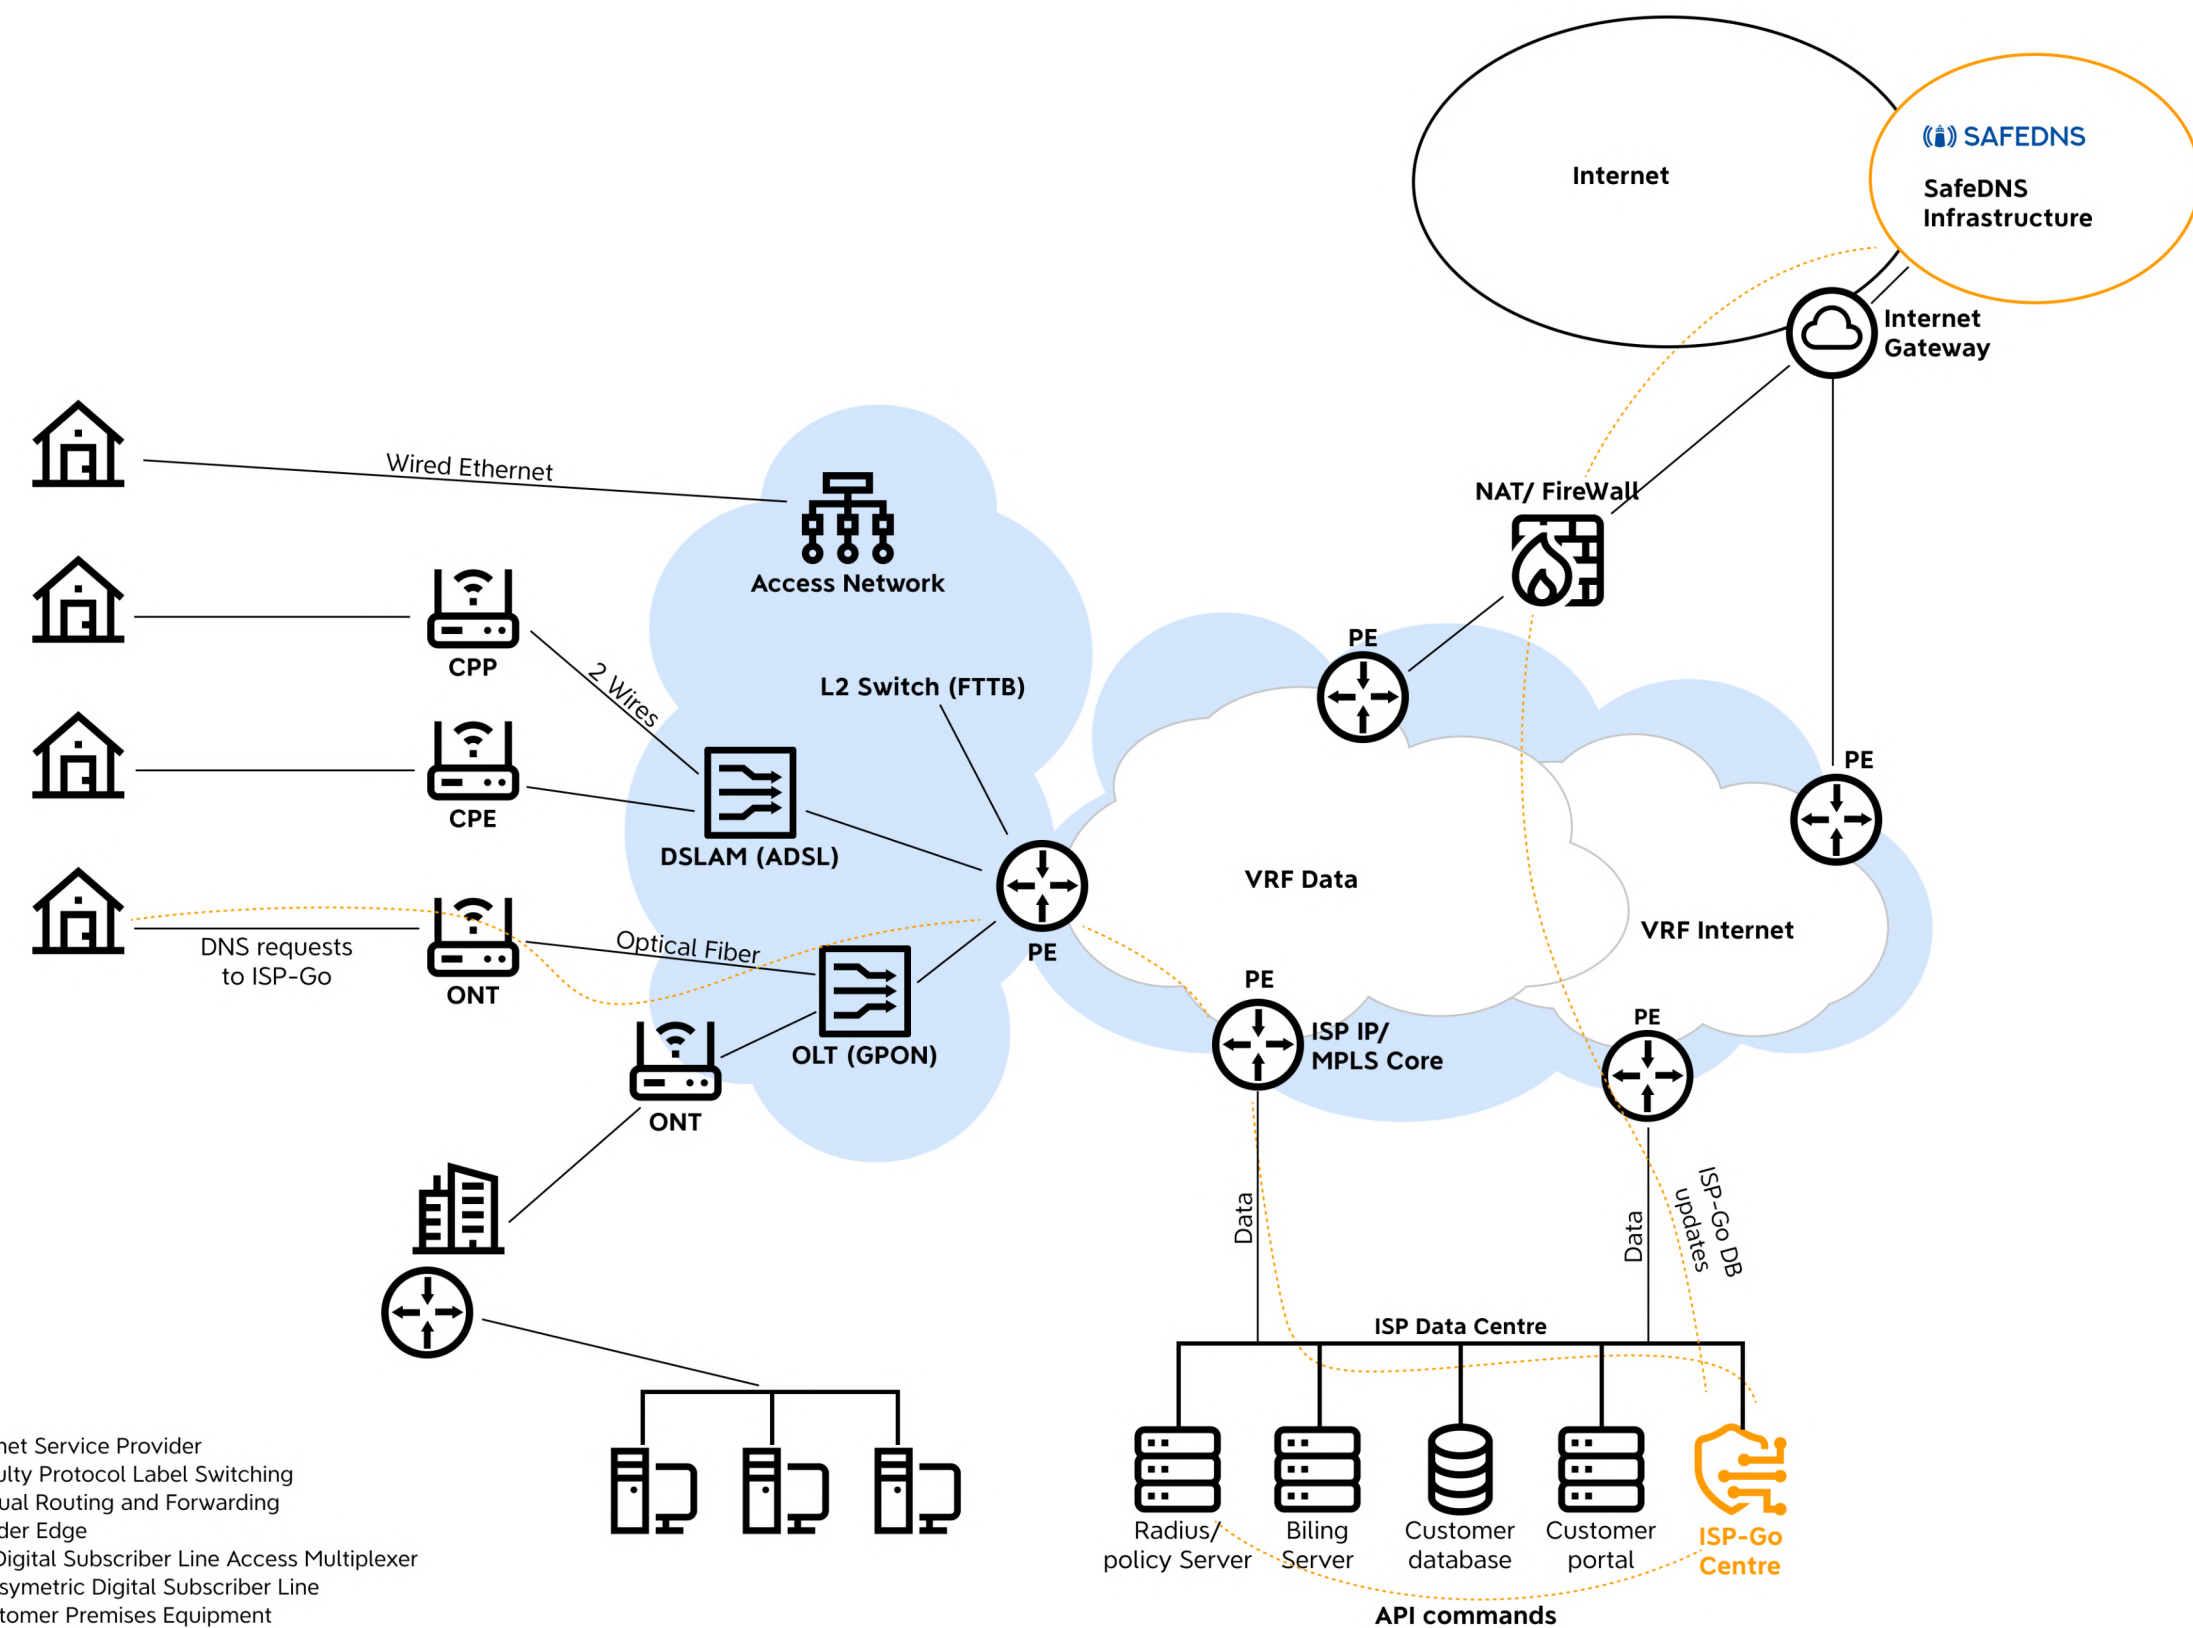 SAFEDNS
SafeDNS
Infrastructure
Internet
Internet
Gateway
Wired Ethernet
NAT/ FireWall
Access Network
PE
CPP
2 Wires
L2 Switch (FTTB)
PE
CPE
DSLAM (ADSL)
VRF Data
VRF Internet
DNS requests
to ISP-Go
Optical Fiber
PE
ONT
PE
ISP IP/
MPLS Core
PE
OLT (GPON)
ONT
Data
Data
ISP-Go DB
updates
ISP Data Centre
Radius/
policy Server
Biling
Server
Customer
database
Customer
portal
ISP-Go
Centre
API commands
net Service Provider
ulty Protocol Label Switching
ual Routing and Forwarding
der Edge
Digital Subscriber Line Access Multiplexer
symetric Digital Subscriber Line
tomer Premises Equipment